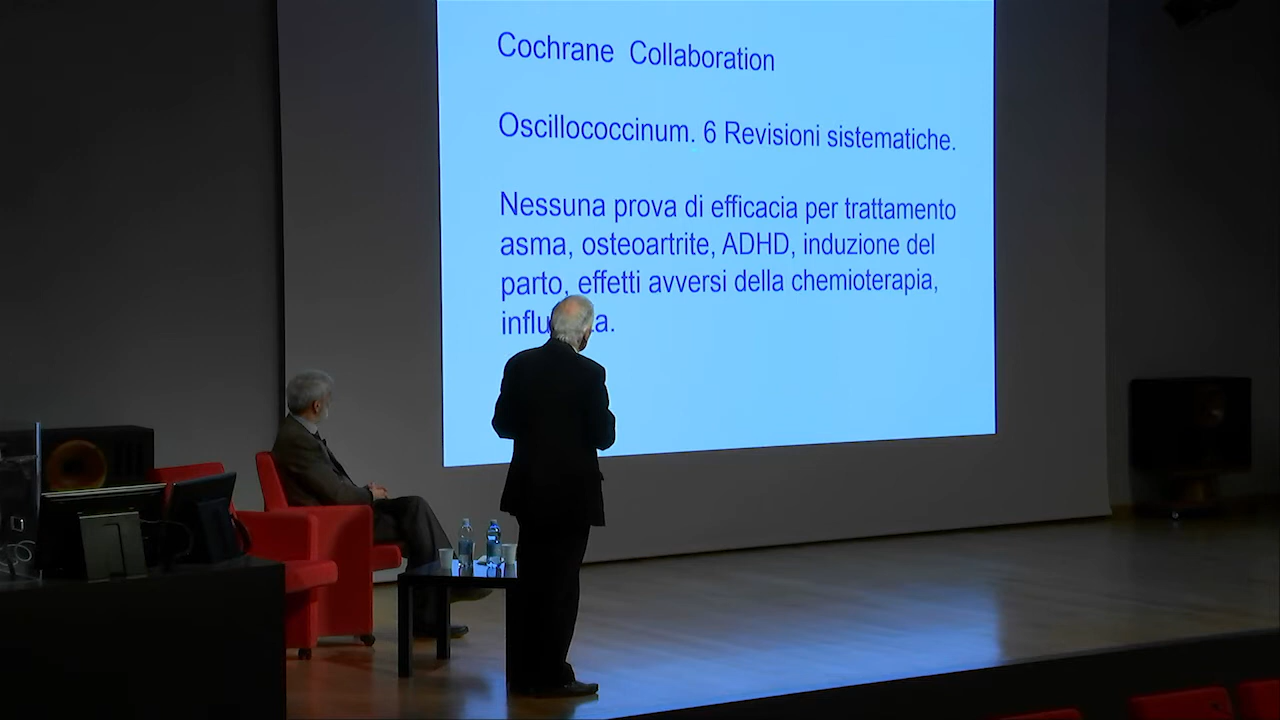 Cochrane Collaboration
Oscillococcinum. 6 Revisioni sistematiche.
Nessuna prova di efficacia per trattamento
asma, osteoartrite, ADHD, induzione del
parto, effetti avversi della chemioterapia,